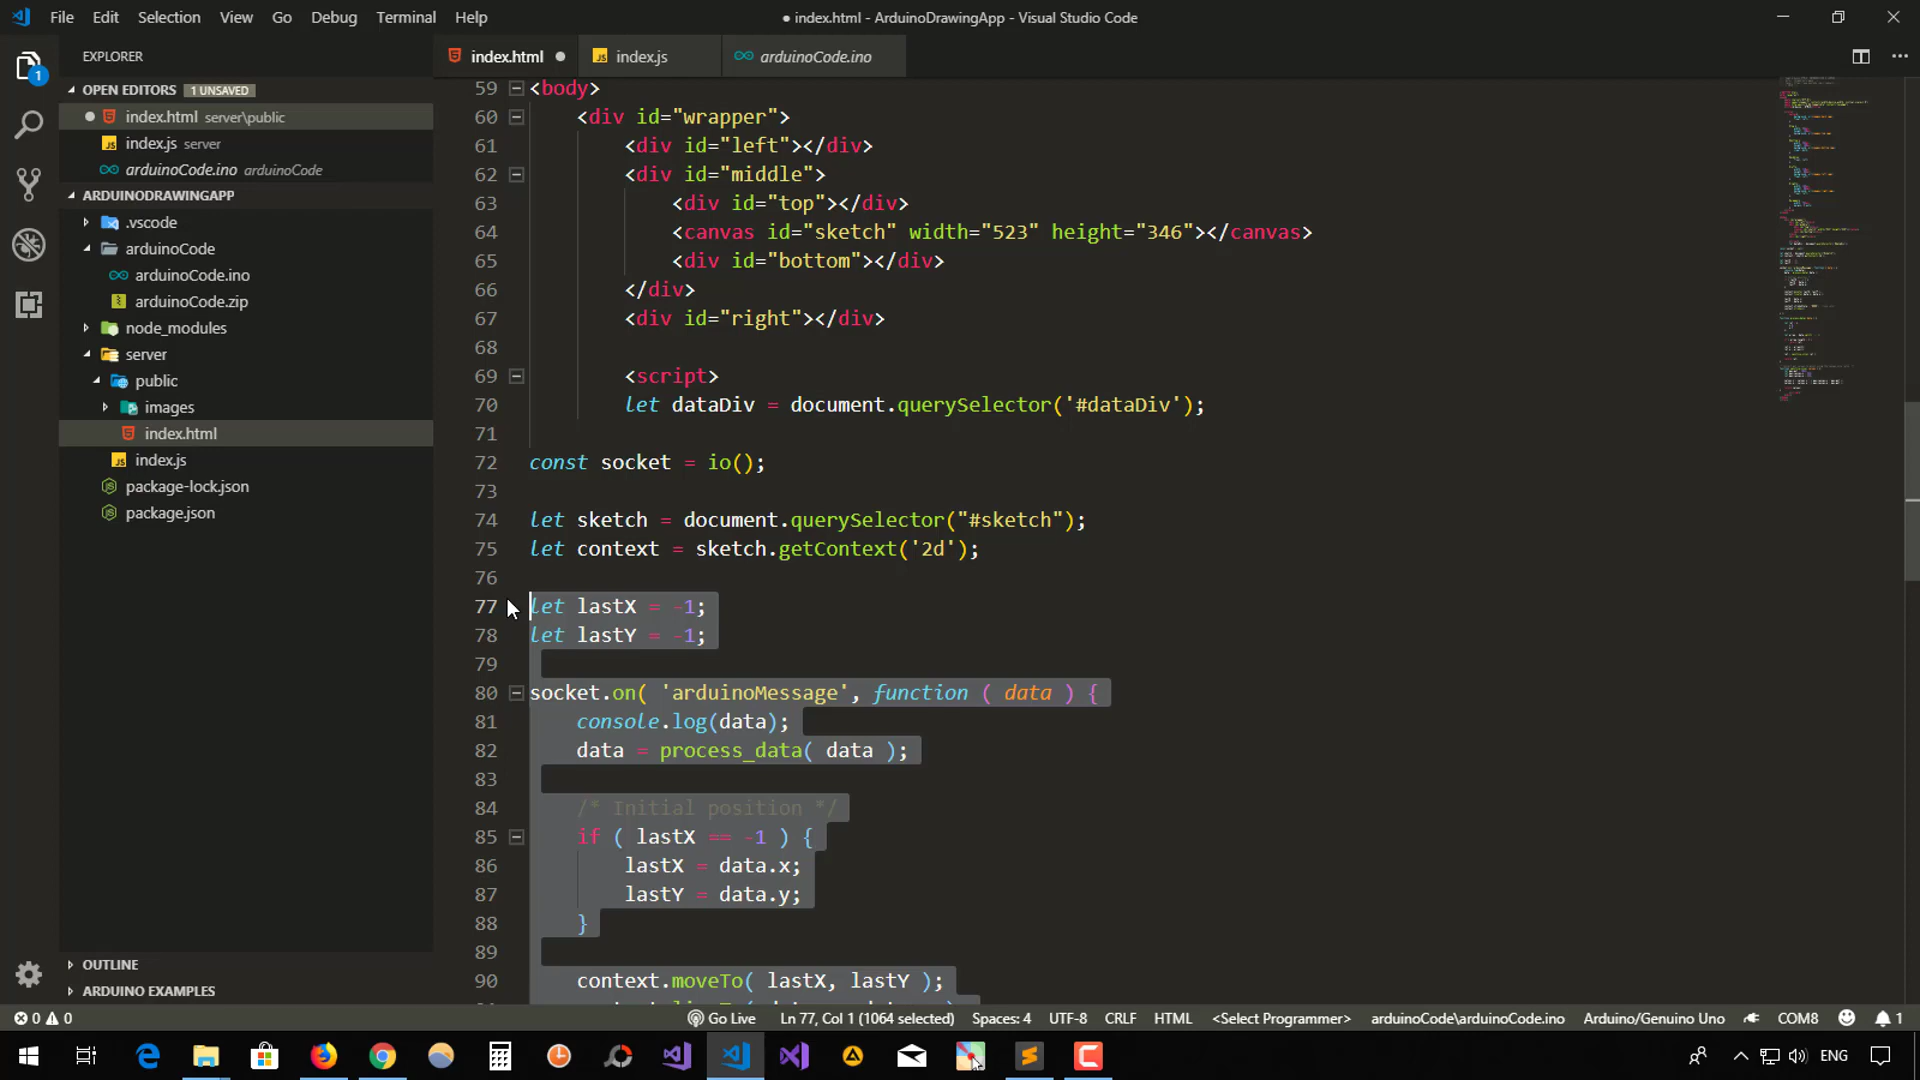 File Edit Selection View Go Debug Terminal Help
● index.html - ArduinoDrawingApp - Visual Studio Code
EXPLORER
index.html ●
index.js
arduinoCode.ino
OPEN EDITORS 1 UNSAVED
index.html server\public
index.js server
arduinoCode.ino arduinoCode
ARDUINODRAWINGAPP
.vscode
arduinoCode
arduinoCode.ino
arduinoCode.zip
node_modules
server
public
images
index.html
index.js
package-lock.json
package.json
OUTLINE
ARDUINO EXAMPLES
59 <body>
60 <div id="wrapper">
61 <div id="left"></div>
62 <div id="middle">
63 <div id="top"></div>
64 <canvas id="sketch" width="523" height="346"></canvas>
65 <div id="bottom"></div>
66 </div>
67 <div id="right"></div>
68
69 <script>
70 let dataDiv = document.querySelector('#dataDiv');
71
72 const socket = io();
73
74 let sketch = document.querySelector("#sketch");
75 let context = sketch.getContext('2d');
76
77 let lastX = -1;
78 let lastY = -1;
79
80 socket.on( 'arduinoMessage', function ( data ) {
81 console.log(data);
82 data = process_data( data );
83
84 /* Initial position */
85 if ( lastX == -1 ) {
86 lastX = data.x;
87 lastY = data.y;
88 }
89
90 context.moveTo( lastX, lastY );
0 0 Go Live Ln 77, Col 1 (1064 selected) Spaces: 4 UTF-8 CRLF HTML <Select Programmer> arduinoCode\arduinoCode.ino Arduino/Genuino Uno COM8 1
ENG